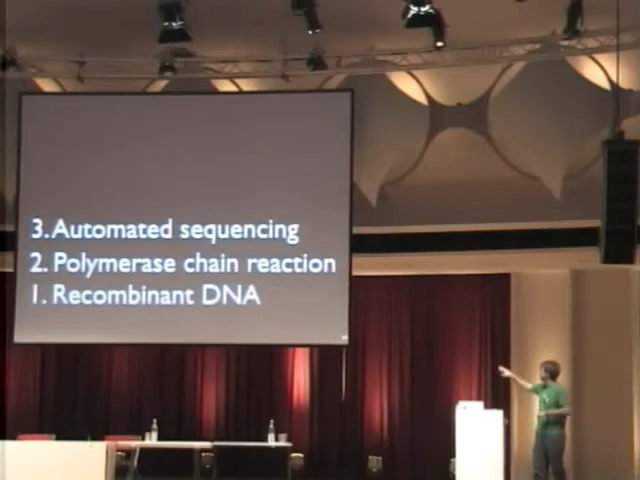 3. Automated sequencing
2. Polymerase chain reaction
1. Recombinant DNA